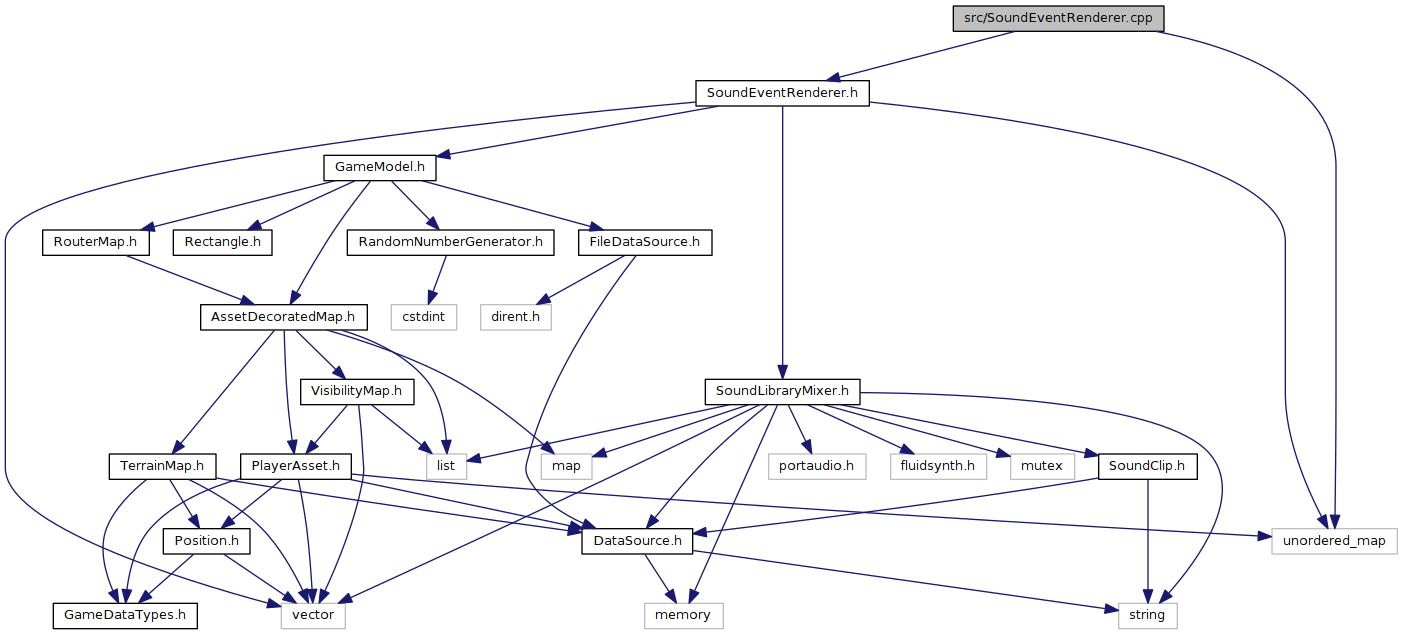 src/SoundEventRenderer.cpp
SoundEventRenderer.h
GameModel.h
RouterMap.h
Rectangle.h
RandomNumberGenerator.h
FileDataSource.h
AssetDecoratedMap.h
cstdint
dirent.h
VisibilityMap.h
SoundLibraryMixer.h
TerrainMap.h
PlayerAsset.h
list
map
portaudio.h
fluidsynth.h
mutex
SoundClip.h
Position.h
DataSource.h
unordered_map
GameDataTypes.h
vector
memory
string